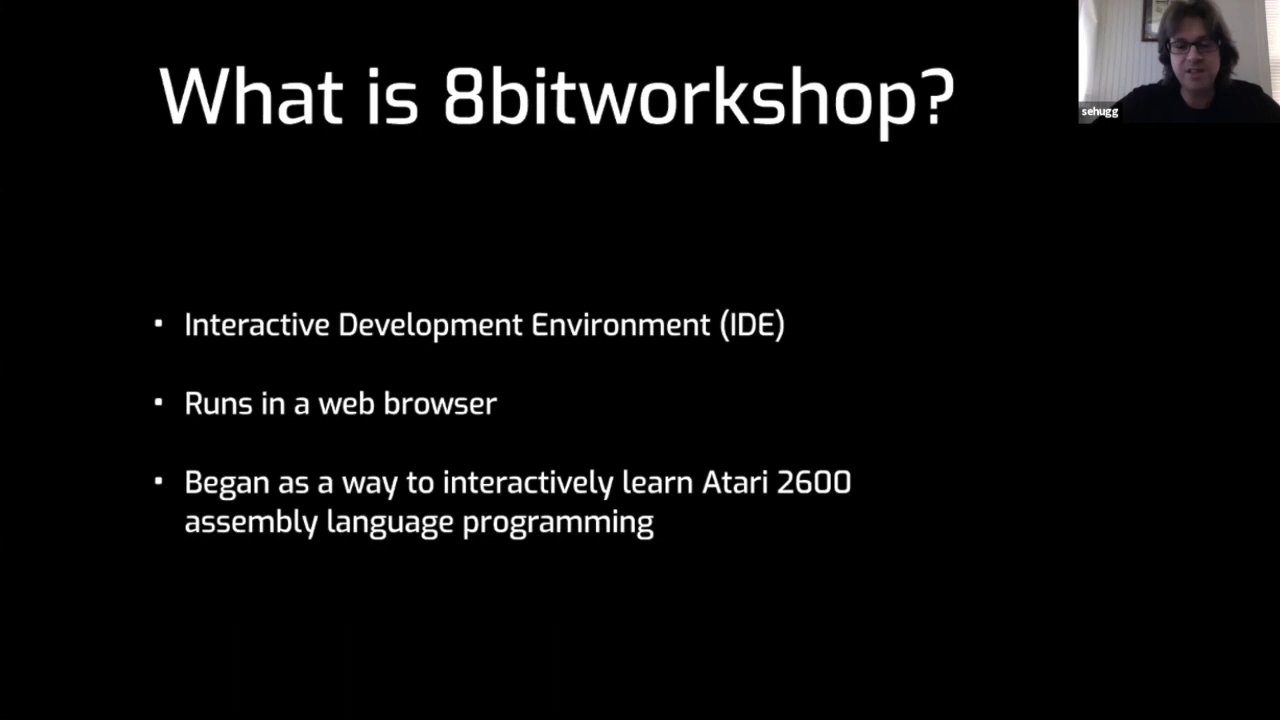 What is 8bitworkshop?
sehugg
▪ Interactive Development Environment (IDE)
▪ Runs in a web browser
▪ Began as a way to interactively learn Atari 2600
assembly language programming